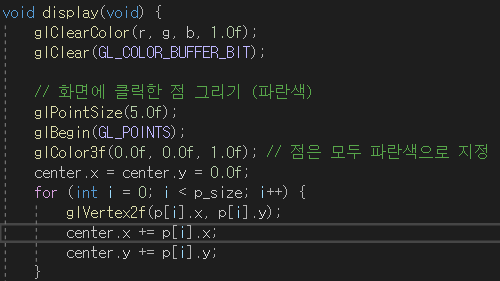 void display(void) {
glClearColor(r, g, b, 1.0f);
glClear(GL_COLOR_BUFFER_BIT);
// 화면에 클릭한 점 그리기 (파란색)
glPointSize(5.0f);
glBegin(GL_POINTS);
glColor3f(0.0f, 0.0f, 1.0f); // 점은 모두 파란색으로 지정
center.x = center.y = 0.0f;
for (int i = 0; i < p_size; i++) {
glVertex2f(p[i].x, p[i].y);
center.x += p[i].x;
center.y += p[i].y;
}